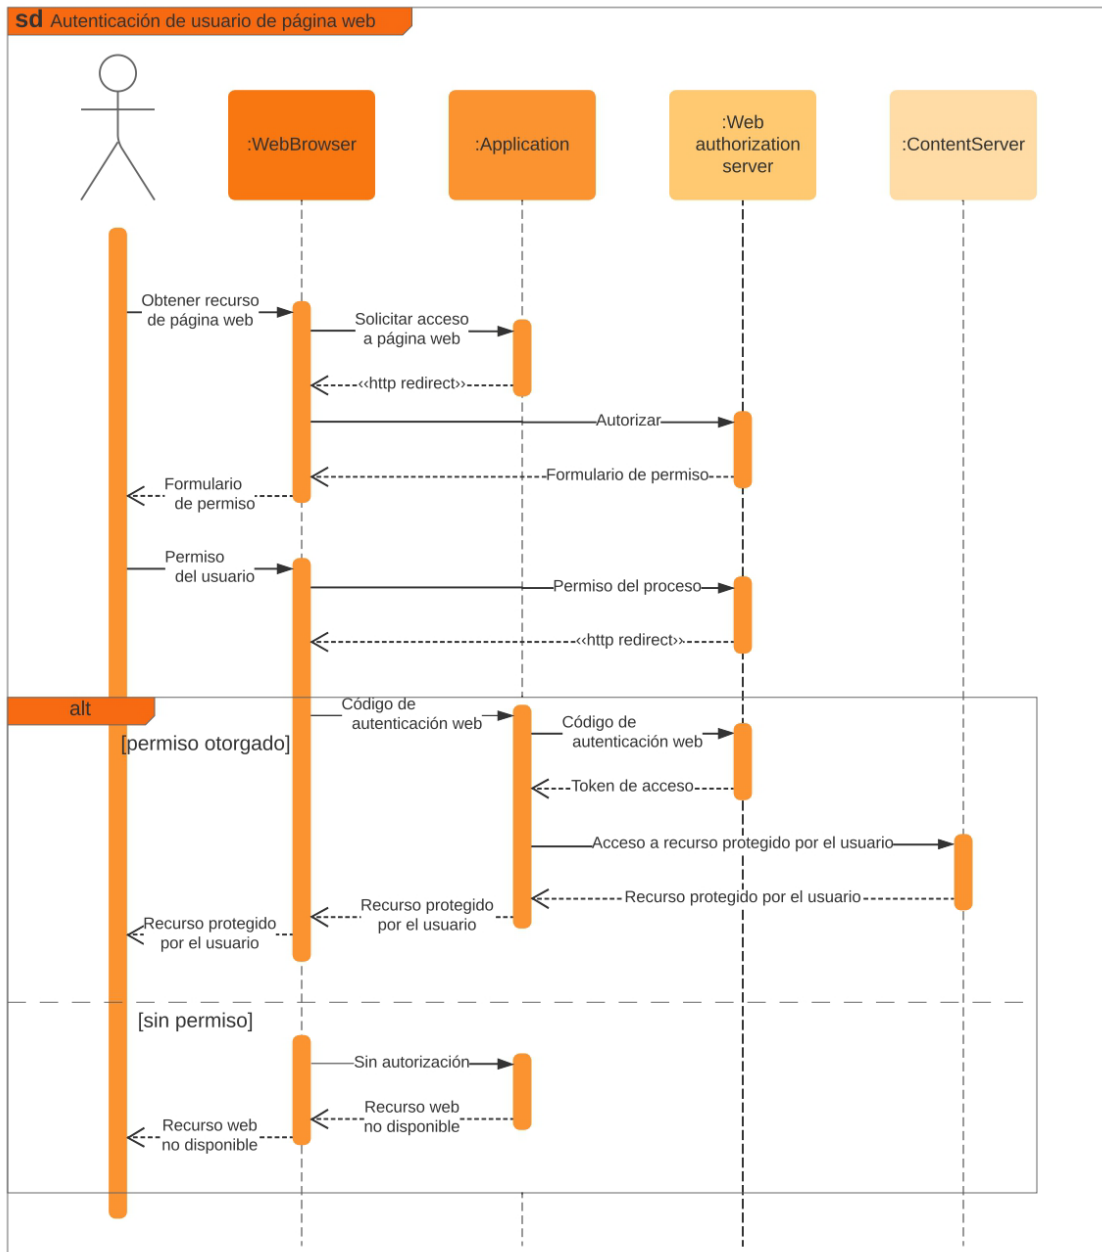 sd Autenticación de usuario de página web
:WebBrowser
:Application
:Web
authorization
server
:ContentServer
Obtener recurso
de página web
Solicitar acceso
a página web
‹‹http redirect››
Autorizar
Formulario de permiso
Formulario
de permiso
Permiso
del usuario
Permiso del proceso
‹‹http redirect››
alt
[permiso otorgado]
Código de
autenticación web
Código de
autenticación web
Token de acceso
Acceso a recurso protegido por el usuario
Recurso protegido por el usuario
Recurso protegido
por el usuario
Recurso protegido
por el usuario
[sin permiso]
Sin autorización
Recurso web
no disponible
Recurso web
no disponible